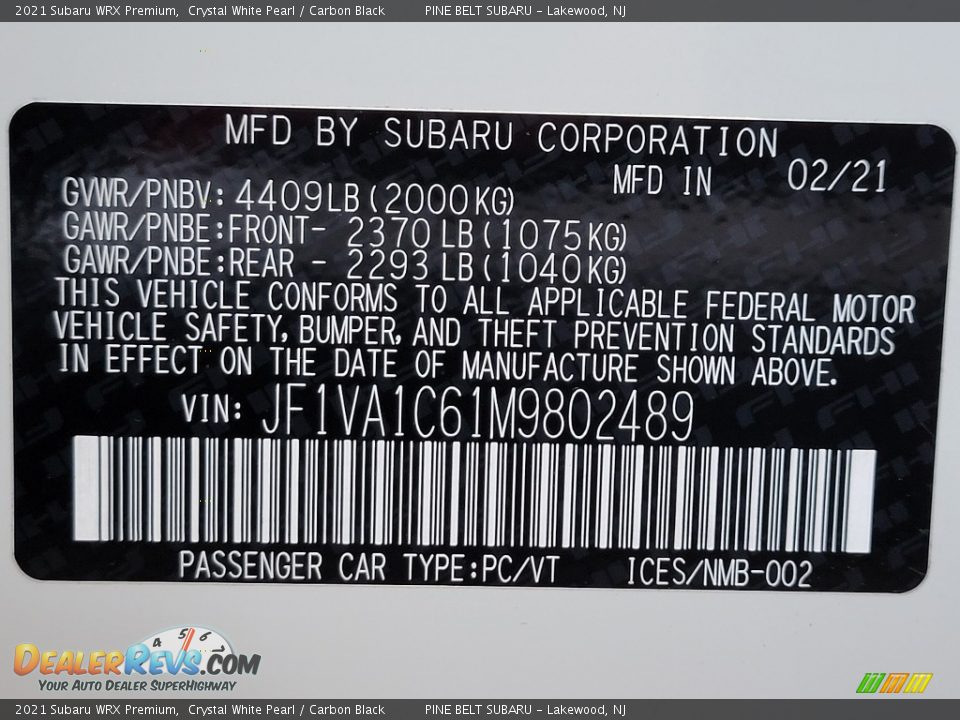 2021 Subaru WRX Premium, Crystal White Pearl / Carbon Black PINE BELT SUBARU - Lakewood, NJ
MFD BY SUBARU CORPORATION
MFD IN 02/21
GVWR/PNBV: 4409LB(2000KG)
GAWR/PNBE:FRONT- 2370LB(1075KG)
GAWR/PNBE:REAR - 2293LB(1040KG)
THIS VEHICLE CONFORMS TO ALL APPLICABLE FEDERAL MOTOR
VEHICLE SAFETY, BUMPER, AND THEFT PREVENTION STANDARDS
IN EFFECT ON THE DATE OF MANUFACTURE SHOWN ABOVE.
VIN: JF1VA1C61M9802489
PASSENGER CAR TYPE:PC/VT ICES/NMB-002
4 5 6 7
DEALERREVS.COM
YOUR AUTO DEALER SUPERHIGHWAY
2021 Subaru WRX Premium, Crystal White Pearl / Carbon Black PINE BELT SUBARU - Lakewood, NJ